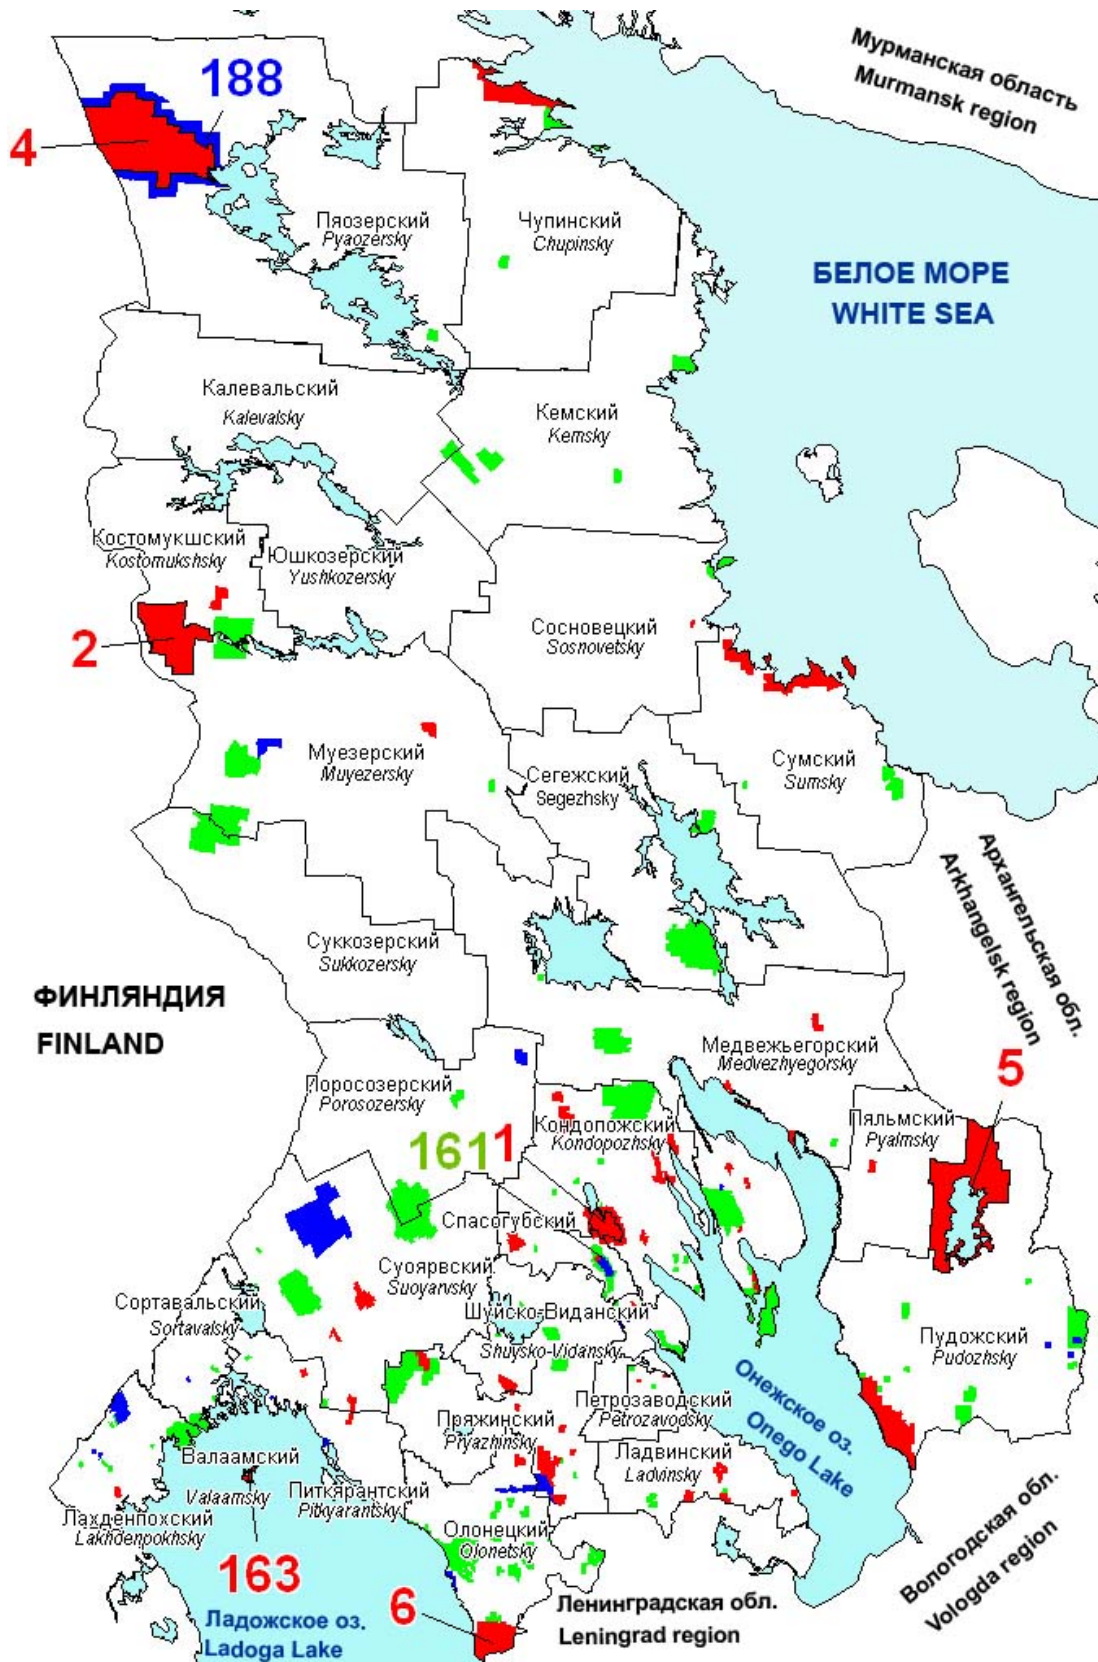 Мурманская область
Murmansk region
188
4
Пяозерский
Pyaozersky
Чупинский
Chupinsky
БЕЛОЕ МОРЕ
WHITE SEA
Калевальский
Kalevalsky
Кемский
Kemsky
Костомукшский
Kostomukshsky
Юшкозерский
Yushkozersky
2
Сосновецкий
Sosnovetsky
Муезерский
Muyezersky
Сегежский
Segezhsky
Сумский
Sumsky
Архангельская обл.
Arkhangelsk region
Суккозерский
Sukkozersky
ФИНЛЯНДИЯ
FINLAND
Медвежьегорский
Medvezhyegorsky
5
Поросозерский
Porosozersky
Кондопожский
Kondopozhsky
Пяльмский
Pyalmsky
161
1
Спасогубский
Суоярвский
Suoyarvsky
Шуйско-Виданский
Shuysko-Vidansky
Сортавальский
Sortavalsky
Пудожский
Pudozhsky
Онежское оз.
Onego Lake
Петрозаводский
Petrozavodsky
Пряжинский
Pryazhinsky
Ладвинский
Ladvinsky
Валаамский
Valaamsky
Питкярантский
Pitkyarantsky
Лахденпохский
Lakhdenpokhsky
Олонецкий
Olonetsky
163
6
Ладожское оз.
Ladoga Lake
Ленинградская обл.
Leningrad region
Вологодская обл.
Vologda region